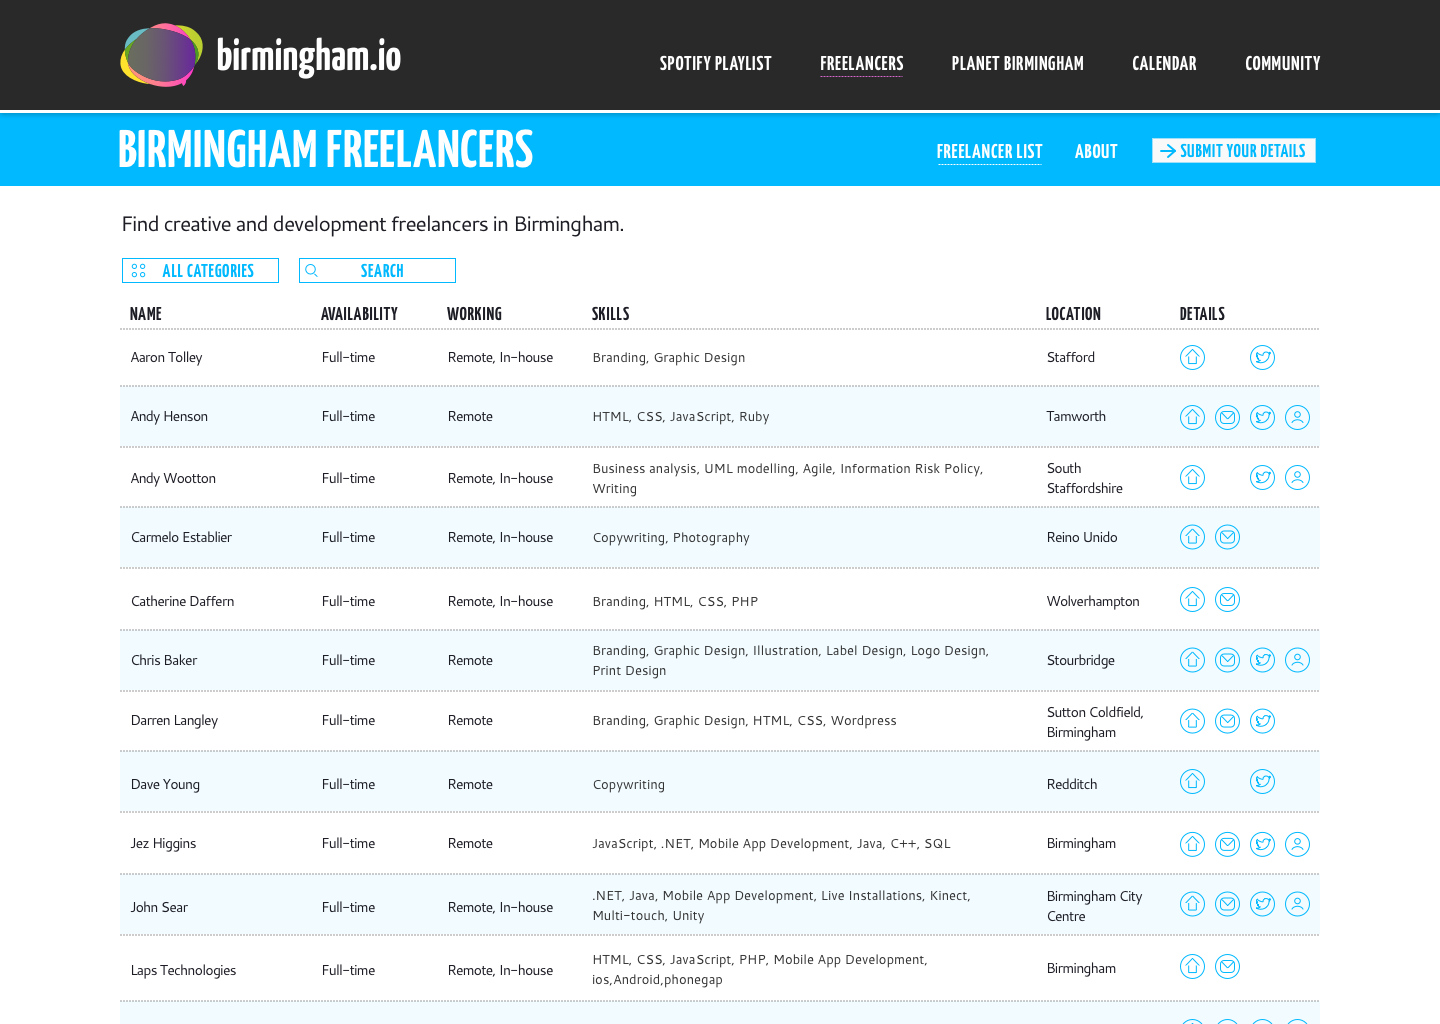 birmingham.io
SPOTIFY PLAYLIST FREELANCERS PLANET BIRMINGHAM CALENDAR COMMUNITY
BIRMINGHAM FREELANCERS
FREELANCER LIST ABOUT SUBMIT YOUR DETAILS
Find creative and development freelancers in Birmingham.
ALL CATEGORIES SEARCH
NAME AVAILABILITY WORKING SKILLS LOCATION DETAILS
Aaron Tolley Full-time Remote, In-house Branding, Graphic Design Stafford
Andy Henson Full-time Remote HTML, CSS, JavaScript, Ruby Tamworth
Andy Wootton Full-time Remote, In-house Business analysis, UML modelling, Agile, Information Risk Policy, South
Writing Staffordshire
Carmelo Establier Full-time Remote, In-house Copywriting, Photography Reino Unido
Catherine Daffern Full-time Remote, In-house Branding, HTML, CSS, PHP Wolverhampton
Chris Baker Full-time Remote Branding, Graphic Design, Illustration, Label Design, Logo Design, Stourbridge
Print Design
Darren Langley Full-time Remote Branding, Graphic Design, HTML, CSS, Wordpress Sutton Coldfield,
Birmingham
Dave Young Full-time Remote Copywriting Redditch
Jez Higgins Full-time Remote JavaScript, .NET, Mobile App Development, Java, C++, SQL Birmingham
John Sear Full-time Remote, In-house .NET, Java, Mobile App Development, Live Installations, Kinect, Birmingham City
Multi-touch, Unity Centre
Laps Technologies Full-time Remote, In-house HTML, CSS, JavaScript, PHP, Mobile App Development, Birmingham
ios,Android,phonegap